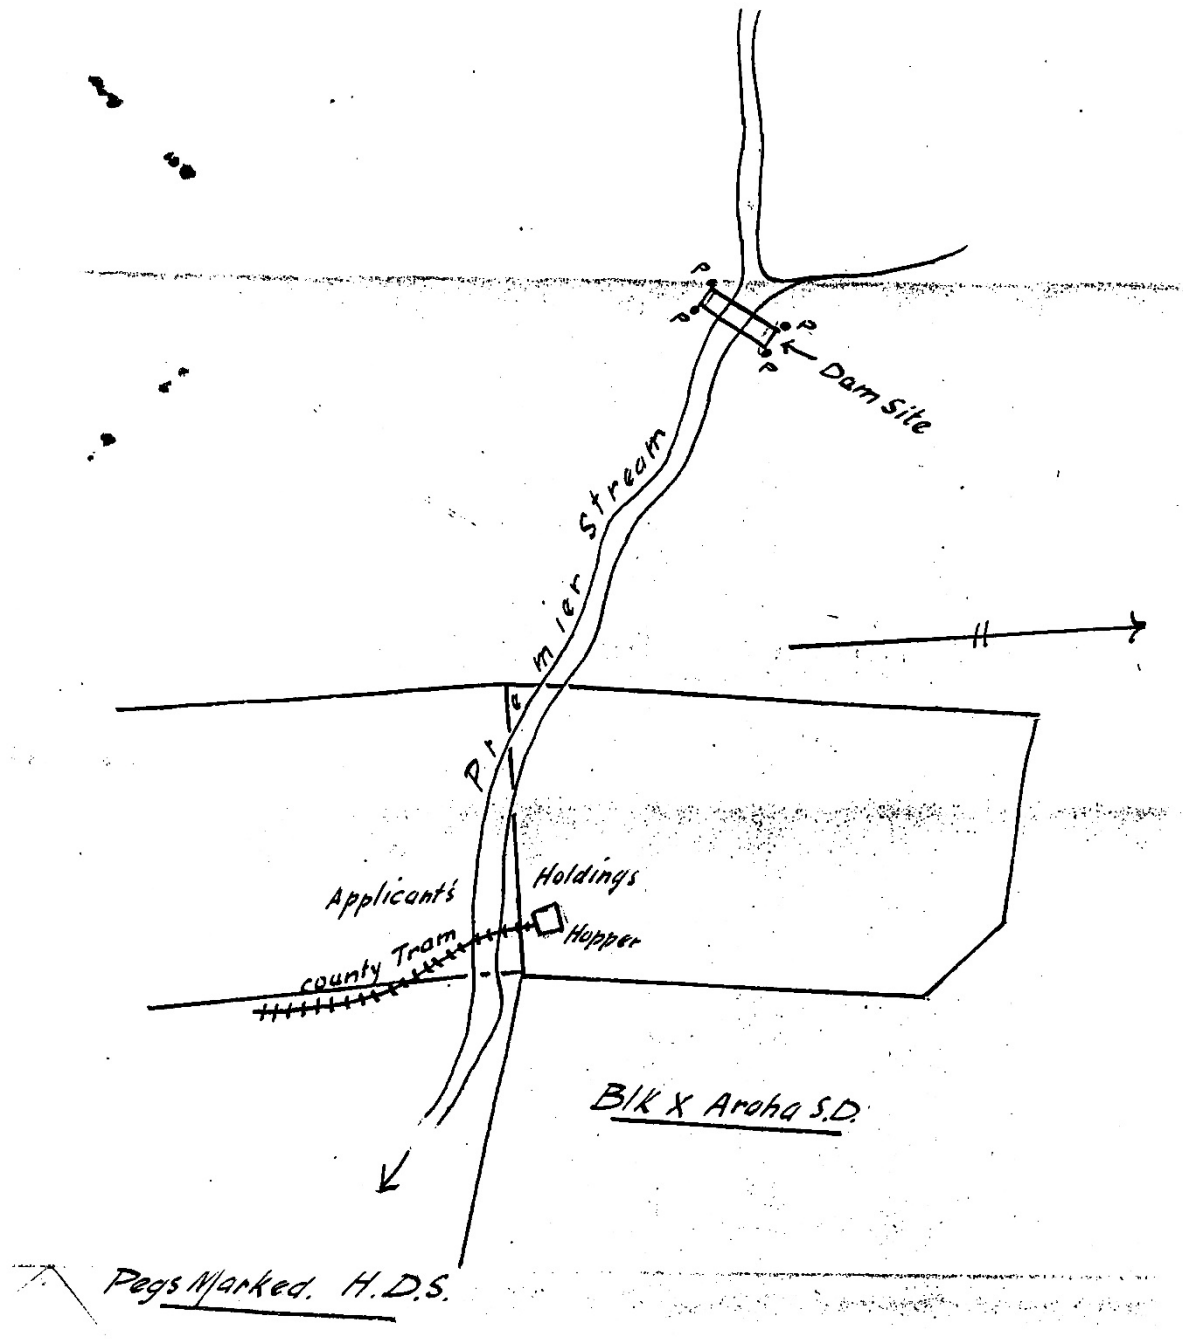 P
P
P.
P
Dam Site
Premier Stream
Applicant's Holdings
County Tram
Hopper
Blk X Aroha S.D.
Pegs Marked. H.D.S.